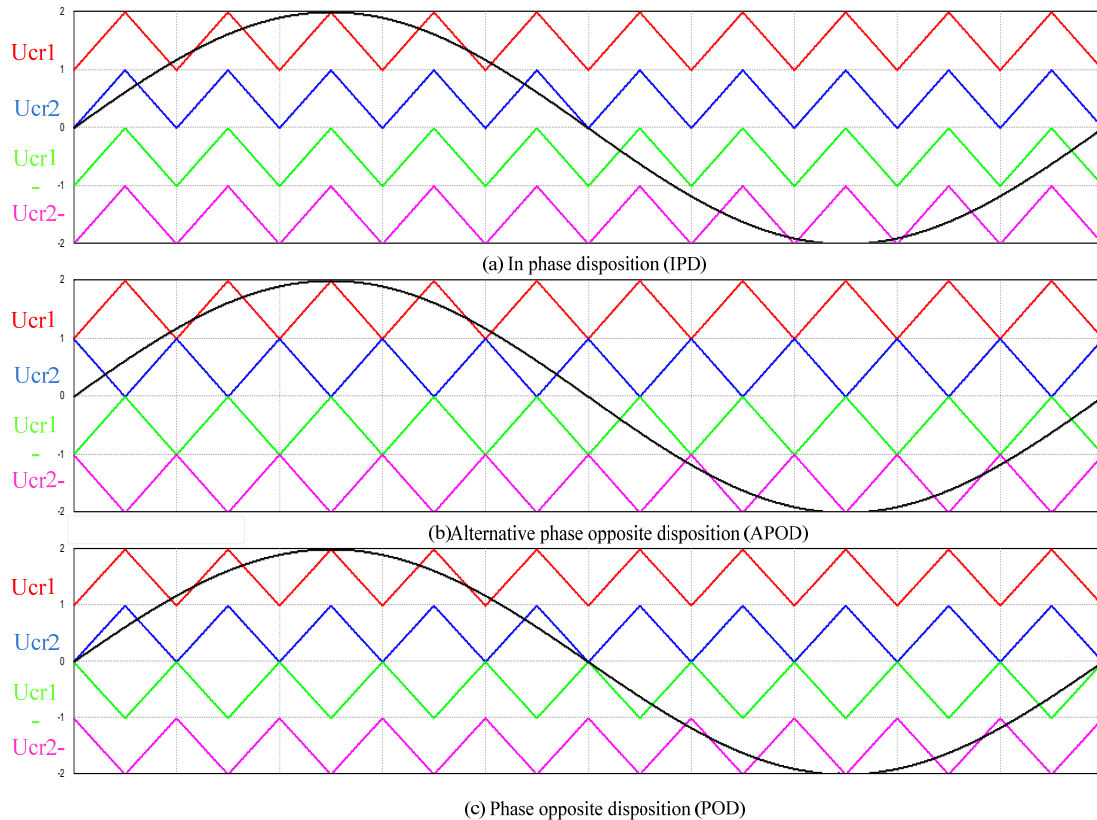 2
Ucr1
1
Ucr2
0
Ucr1
-
-1
Ucr2-
-2
(a) In phase disposition (IPD)
2
Ucr1
1
Ucr2
0
Ucr1
-
-1
Ucr2-
-2
(b)Alternative phase opposite disposition (APOD)
2
Ucr1
1
Ucr2
0
Ucr1
-
-1
Ucr2-
-2
(c) Phase opposite disposition (POD)